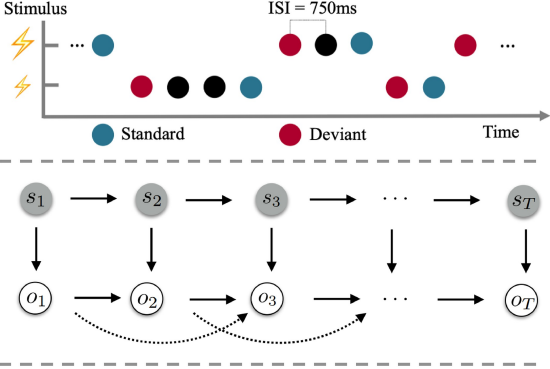 Stimulus
ISI = 750ms
...
...
Standard
Deviant
Time
s1 s2 s3 ... sT
o1 o2 o3 ... oT